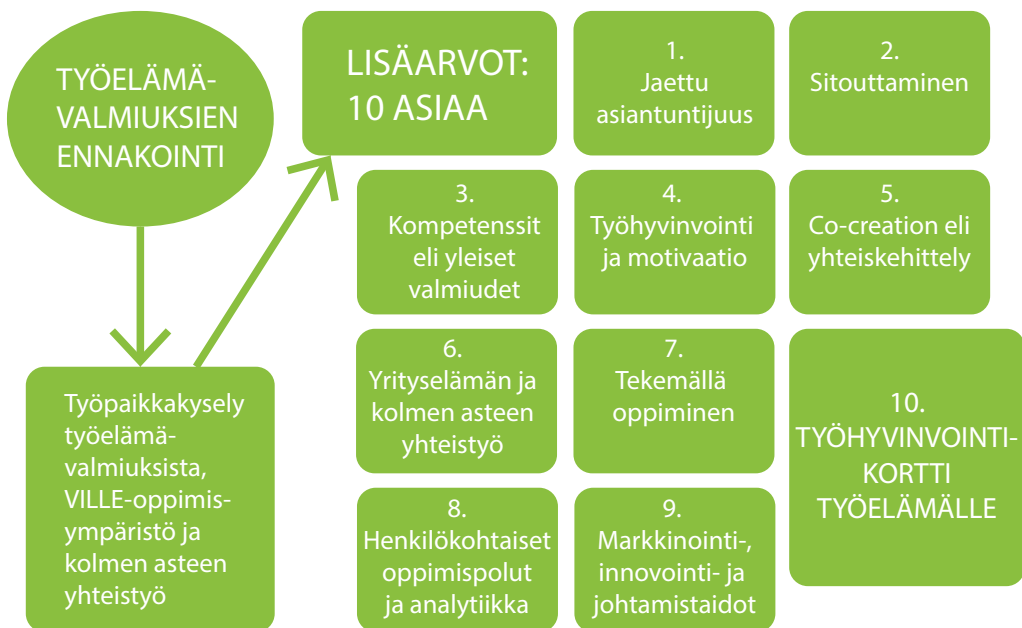 TYÖELÄMÄ-
VALMIUKSIEN
ENNAKOINTI
Työpaikkakysely
työelämä-
valmiuksista,
VILLE-oppimis-
ympäristö ja
kolmen asteen
yhteistyö
LISÄARVOT:
10 ASIAA
1.
Jaettu
asiantuntijuus
2.
Sitouttaminen
3.
Kompetenssit
eli yleiset
valmiudet
4.
Työhyvinvointi
ja motivaatio
5.
Co-creation eli
yhteiskehittely
6.
Yrityselämän ja
kolmen asteen
yhteistyö
7.
Tekemällä
oppiminen
8.
Henkilökohtaiset
oppimispolut
ja analytiikka
9.
Markkinointi-,
innovointi- ja
johtamistaidot
10.
TYÖHYVINVOINTI-
KORTTI
TYÖELÄMÄLLE